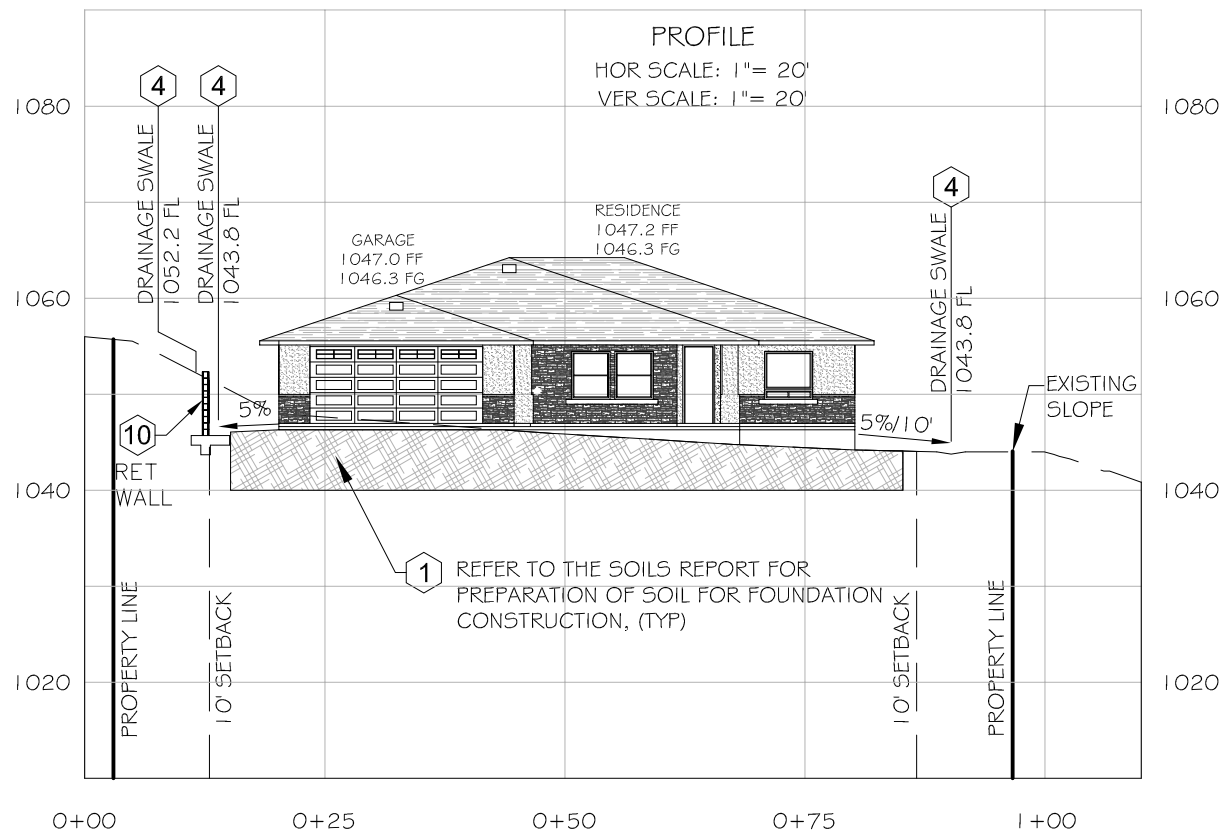 PROFILE
HOR SCALE: 1"= 20'
VER SCALE: 1"= 20'
4
4
4
1080
1080
DRAINAGE SWALE
1052.2 FL
DRAINAGE SWALE
1043.8 FL
DRAINAGE SWALE
1043.8 FL
RESIDENCE
1047.2 FF
1046.3 FG
GARAGE
1047.0 FF
1046.3 FG
1060
1060
EXISTING
SLOPE
5%
5%/10'
10
RET
WALL
1040
1040
1
REFER TO THE SOILS REPORT FOR
PREPARATION OF SOIL FOR FOUNDATION
CONSTRUCTION, (TYP)
PROPERTY LINE
10' SETBACK
10' SETBACK
PROPERTY LINE
1020
1020
0+00
0+25
0+50
0+75
1+00